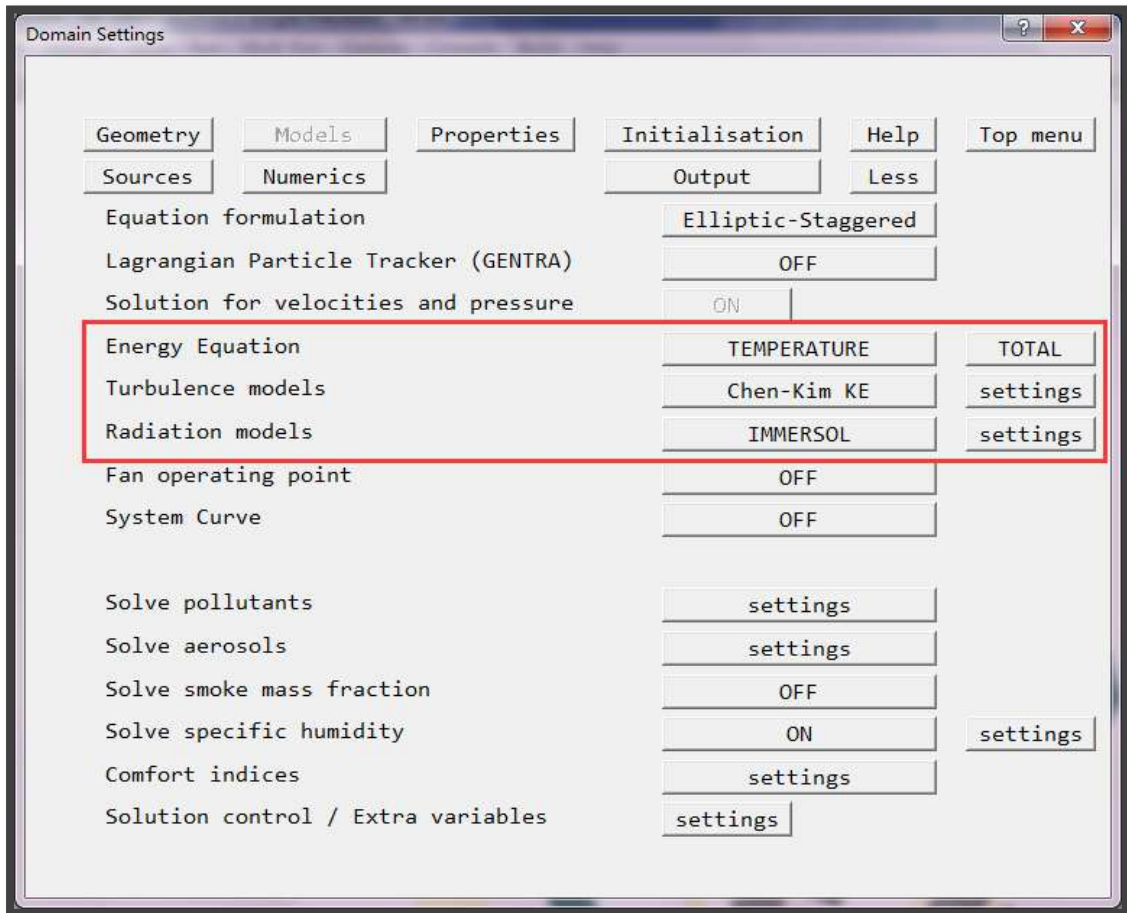 Domain Settings
? X
Geometry Models Properties Initialisation Help Top menu
Sources Numerics Output Less
Equation formulation Elliptic-Staggered
Lagrangian Particle Tracker (GENTRA) OFF
Solution for velocities and pressure ON
Energy Equation TEMPERATURE TOTAL
Turbulence models Chen-Kim KE settings
Radiation models IMMERSOL settings
Fan operating point OFF
System Curve OFF
Solve pollutants settings
Solve aerosols settings
Solve smoke mass fraction OFF
Solve specific humidity ON settings
Comfort indices settings
Solution control / Extra variables settings